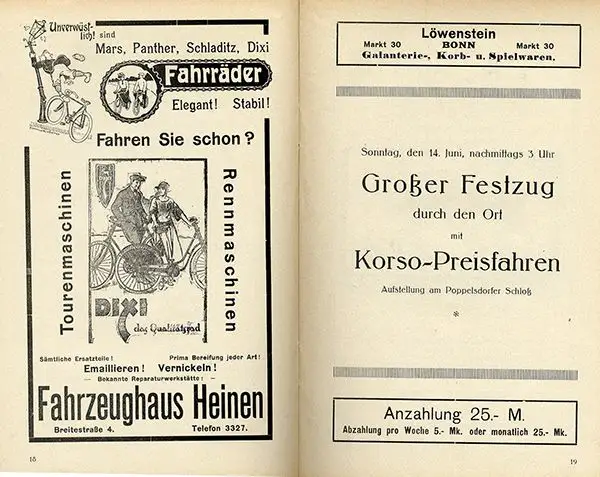 Unverwüst-
lich! sind
Mars, Panther, Schladitz, Dixi
Fahrräder
Elegant! Stabil!
Fahren Sie schon?
Tourenmaschinen
Rennmaschinen
DIXI
das Qualitätsrad
Sämtliche Ersatzteile! Prima Bereifung jeder Art!
Emaillieren! Vernickeln!
— Bekannte Reparaturwerkstätte: —
Fahrzeughaus Heinen
Breitestraße 4. Telefon 3327.
18
Löwenstein
Markt 30 BONN Markt 30
Galanterie-, Korb- u. Spielwaren.
Sonntag, den 14. Juni, nachmittags 3 Uhr
Großer Festzug
durch den Ort
mit
Korso-Preisfahren
Aufstellung am Poppelsdorfer Schloß
*
Anzahlung 25.- M.
Abzahlung pro Woche 5.- Mk. oder monatlich 25.- Mk.
19